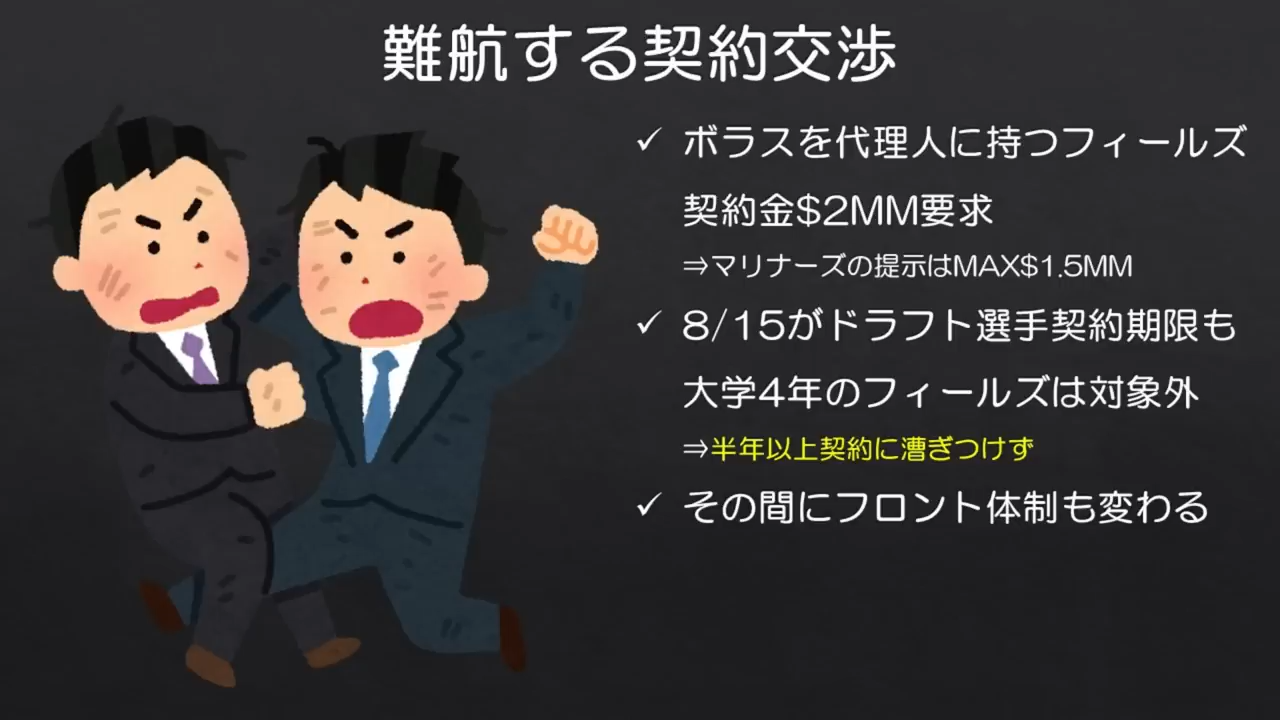 難航する契約交渉
✓ ボラスを代理人に持つフィールズ
契約金$2MM要求
⇒マリナーズの提示はMAX$1.5MM
✓ 8/15がドラフト選手契約期限も
大学4年のフィールズは対象外
⇒半年以上契約に漕ぎつけず
✓ その間にフロント体制も変わる